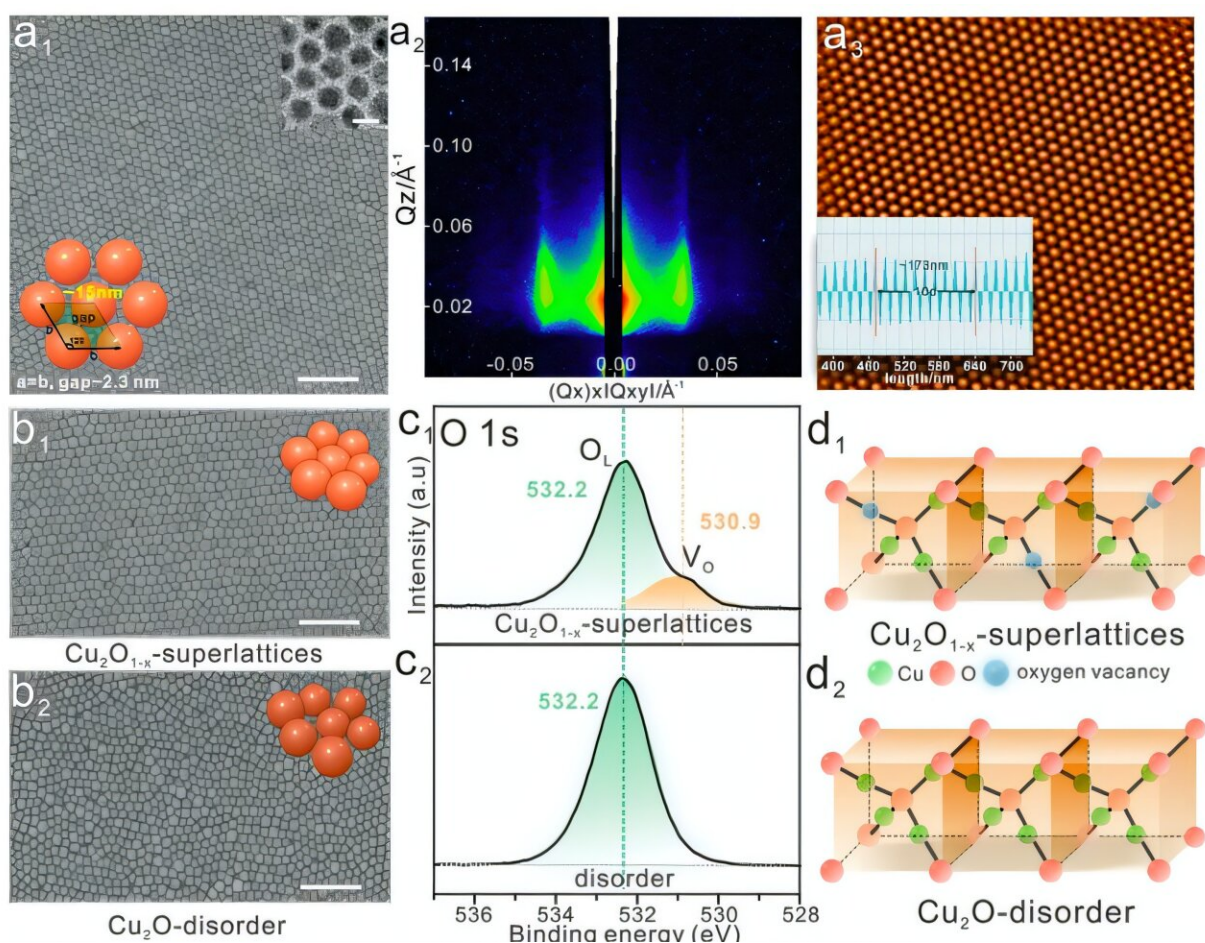 a1
~15nm
gap
a=b, gap~2.3 nm
a2
Qz/Å-1
0.14
0.10
0.06
0.02
-0.05 0.00 0.05
(Qx)x|Qxy|/Å-1
a3
~173nm
10d
400 460 520 580 640 700
length/nm
b1
Cu2O1-x-superlattices
b2
Cu2O-disorder
c1 O 1s
OL
532.2
530.9
VO
Cu2O1-x-superlattices
c2
532.2
disorder
Intensity (a.u)
536 534 532 530 528
Binding energy (eV)
d1
Cu2O1-x-superlattices
Cu O oxygen vacancy
d2
Cu2O-disorder